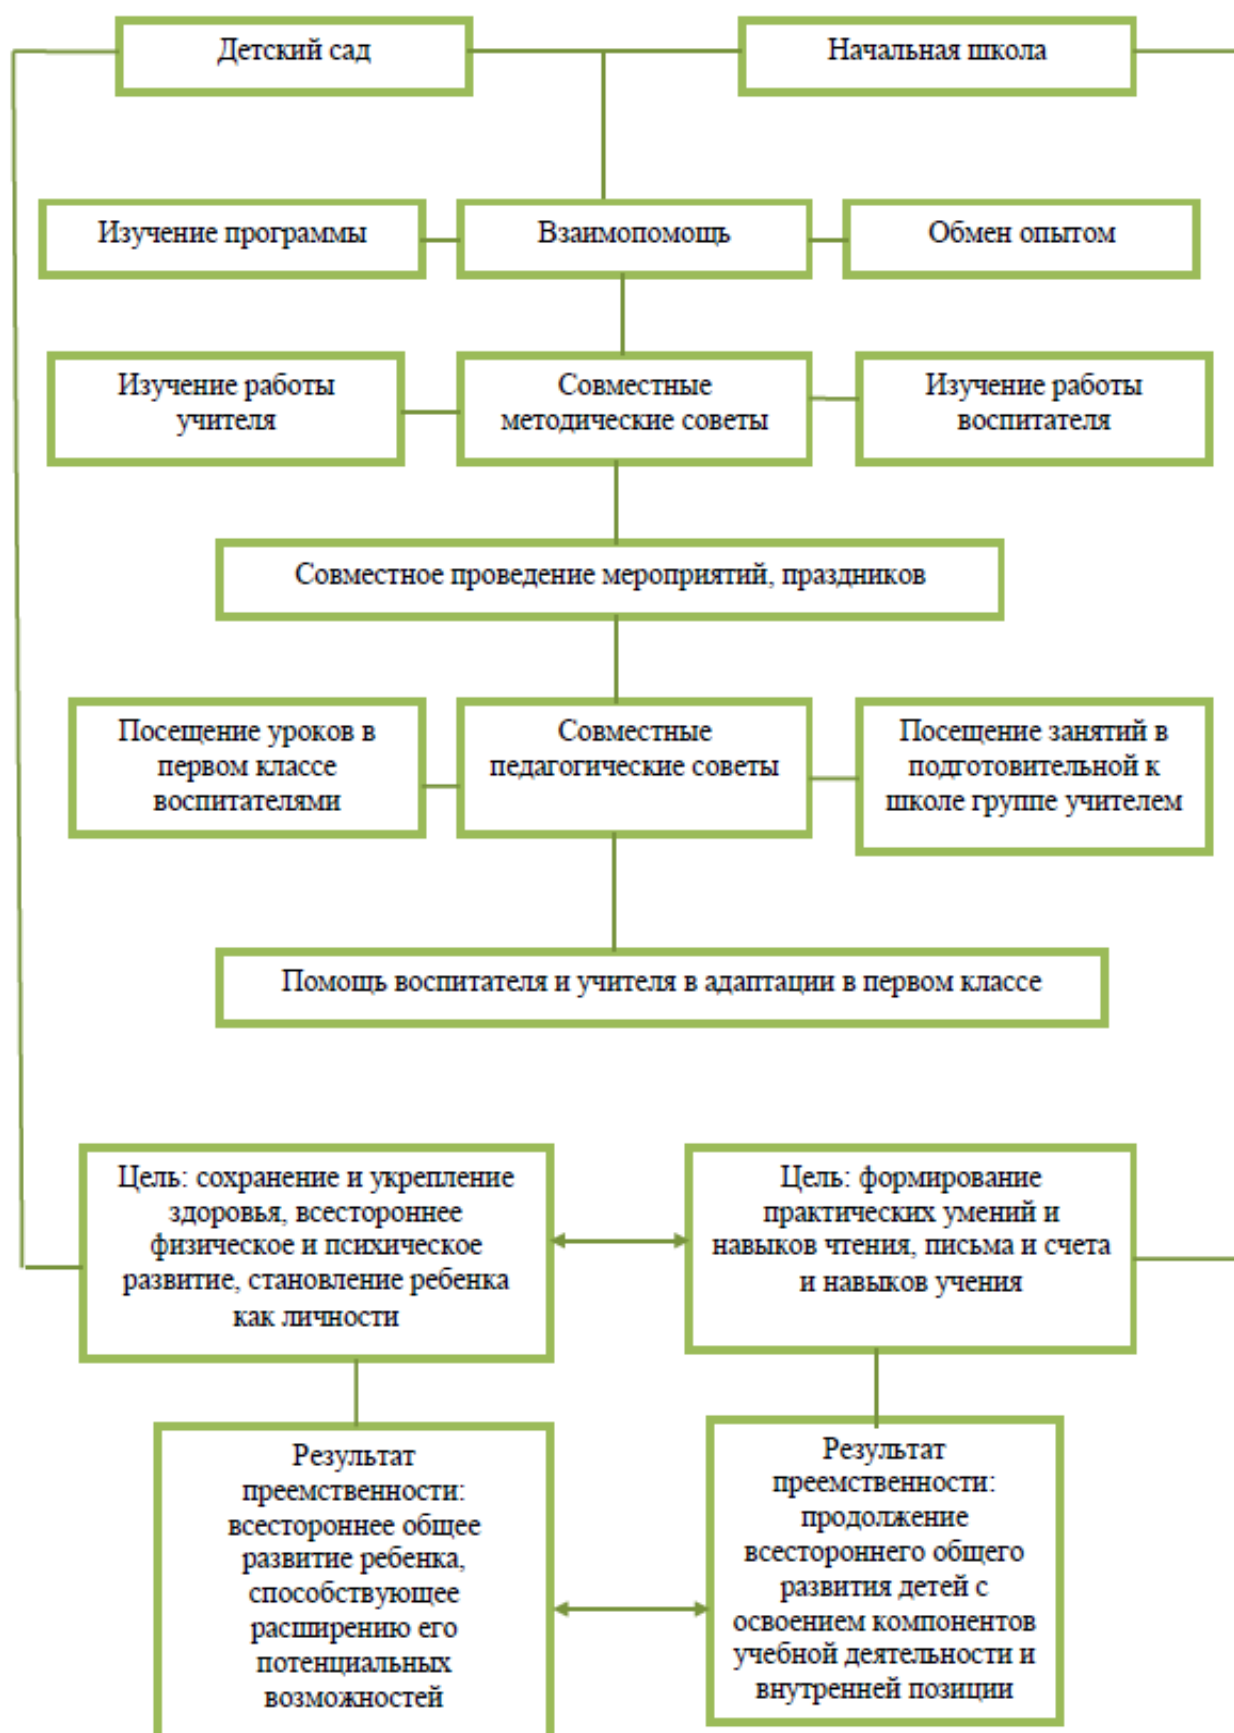 Детский сад
Начальная школа
Изучение программы
Взаимопомощь
Обмен опытом
Изучение работы
учителя
Совместные
методические советы
Изучение работы
воспитателя
Совместное проведение мероприятий, праздников
Посещение уроков в
первом классе
воспитателями
Совместные
педагогические советы
Посещение занятий в
подготовительной к
школе группе учителем
Помощь воспитателя и учителя в адаптации в первом классе
Цель: сохранение и укрепление
здоровья, всестороннее
физическое и психическое
развитие, становление ребенка
как личности
Цель: формирование
практических умений и
навыков чтения, письма и счета
и навыков учения
Результат
преемственности:
всестороннее общее
развитие ребенка,
способствующее
расширению его
потенциальных
возможностей
Результат
преемственности:
продолжение
всестороннего общего
развития детей с
освоением компонентов
учебной деятельности и
внутренней позиции